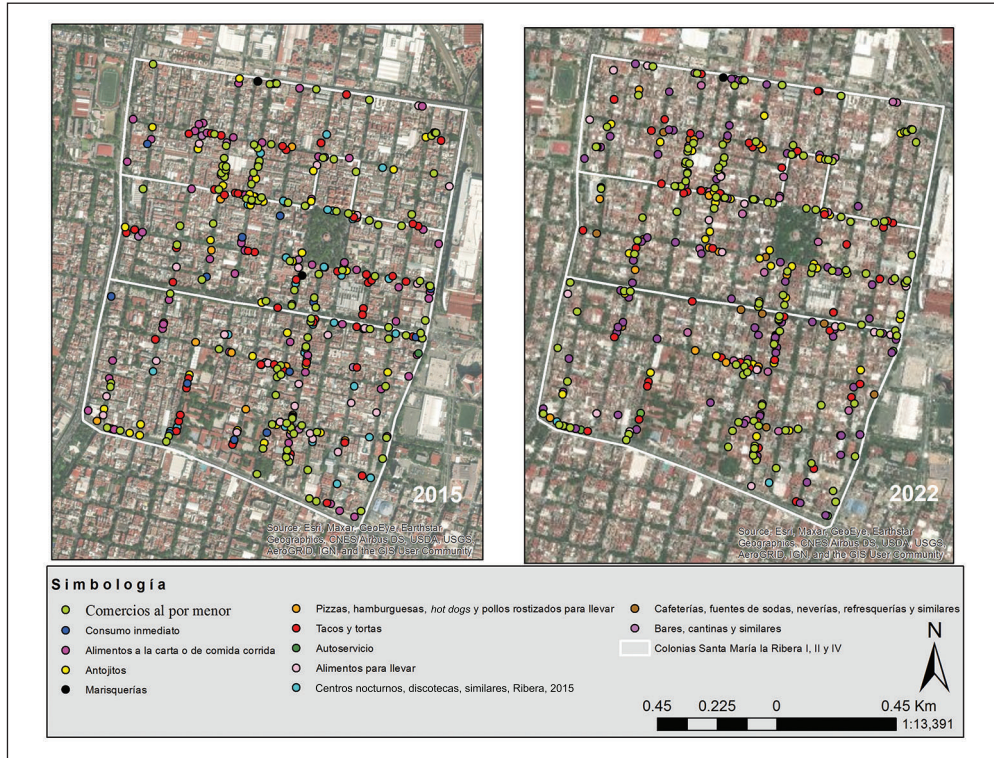 2015
Source: Esri, Maxar, GeoEye, Earthstar
Geographics, CNES/Airbus DS, USDA, USGS,
AeroGRID, IGN, and the GIS User Community
2022
Source: Esri, Maxar, GeoEye, Earthstar
Geographics, CNES/Airbus DS, USDA, USGS,
AeroGRID, IGN, and the GIS User Community
Simbología
Comercios al por menor
Consumo inmediato
Alimentos a la carta o de comida corrida
Antojitos
Marisquerías
Pizzas, hamburguesas, hot dogs y pollos rostizados para llevar
Tacos y tortas
Autoservicio
Alimentos para llevar
Centros nocturnos, discotecas, similares, Ribera, 2015
Cafeterías, fuentes de sodas, neverías, refresquerías y similares
Bares, cantinas y similares
Colonias Santa María la Ribera I, II y IV
N
0.45 0.225 0 0.45 Km
1:13,391